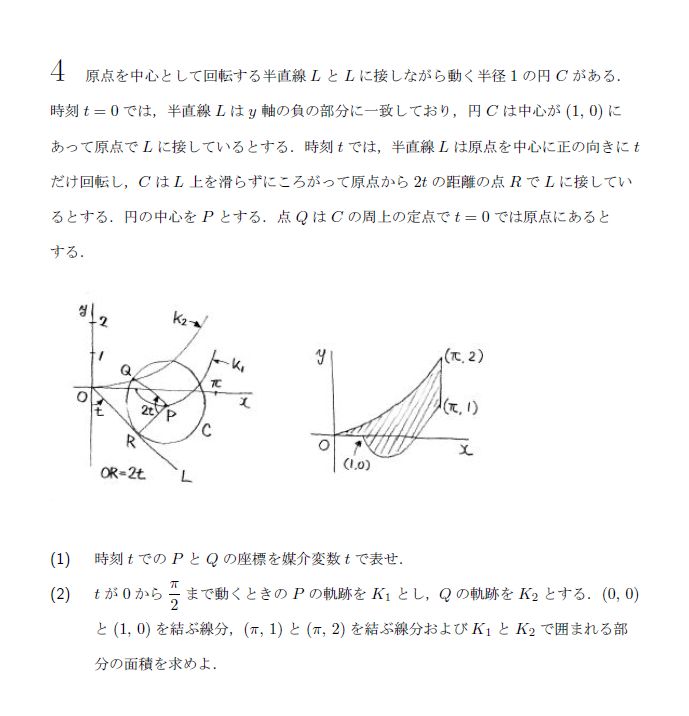 4 原点を中心として回転する半直線 L と L に接しながら動く半径 1 の円 C がある.
時刻 t = 0 では, 半直線 L は y 軸の負の部分に一致しており, 円 C は中心が (1, 0) に
あって原点で L に接しているとする. 時刻 t では, 半直線 L は原点を中心に正の向きに t
だけ回転し, C は L 上を滑らずにころがって原点から 2t の距離の点 R で L に接してい
るとする. 円の中心を P とする. 点 Q は C の周上の定点で t = 0 では原点にあると
する.
y
2
K₂
1
K₁
Q
π
O
x
t
2t
P
R
C
OR=2t
L
y
(π, 2)
(π, 1)
O
x
(1,0)
(1) 時刻 t での P と Q の座標を媒介変数 t で表せ.
(2) t が 0 から π/2 まで動くときの P の軌跡を K₁ とし, Q の軌跡を K₂ とする. (0, 0)
と (1, 0) を結ぶ線分, (π, 1) と (π, 2) を結ぶ線分および K₁ と K₂ で囲まれる部
分の面積を求めよ.